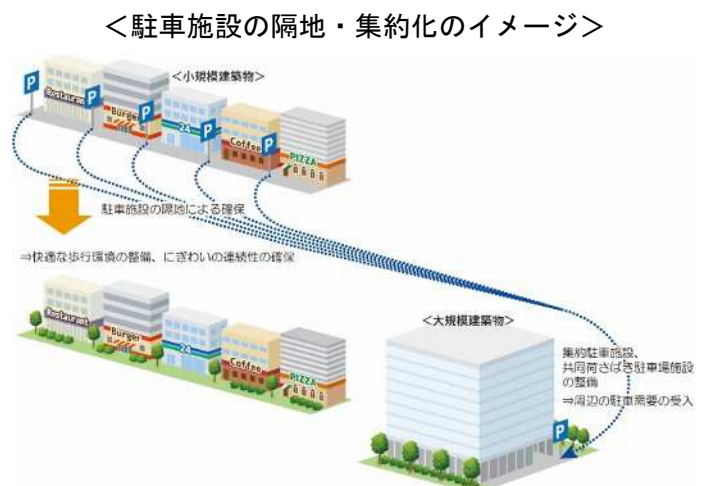 ＜駐車施設の隔地・集約化のイメージ＞
＜小規模建築物＞
P
P
P
P
P
Restaurant
Burger
24
Coffee
PIZZA
駐車施設の隔地による確保
⇒快適な歩行環境の整備、にぎわいの連続性の確保
Restaurant
Burger
24
Coffee
PIZZA
＜大規模建築物＞
集約駐車施設、
共同荷さばき駐車場施設
の整備
⇒周辺の駐車需要の受入
P